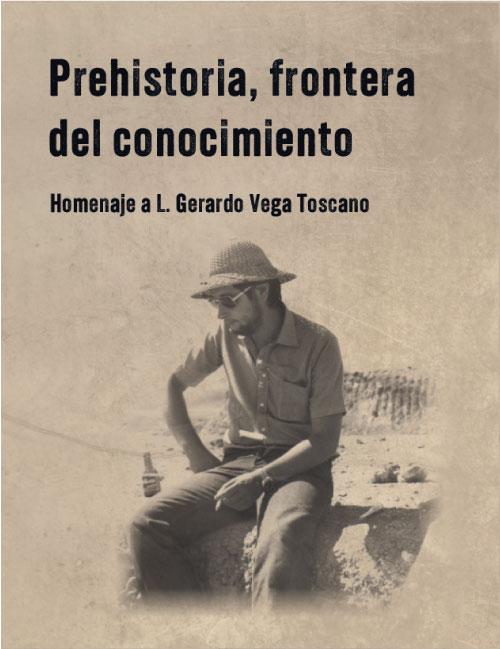 Prehistoria, frontera
del conocimiento
Homenaje a L. Gerardo Vega Toscano